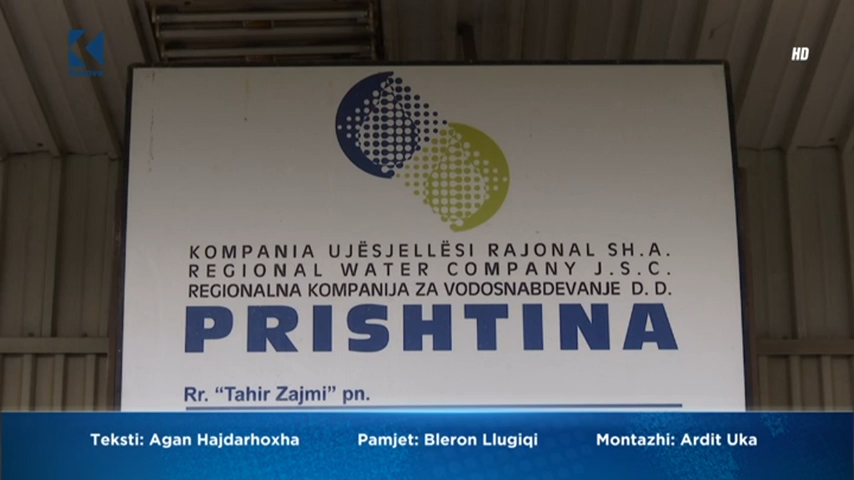 HD
KOMPANIA UJËSJELLËSI RAJONAL SH.A.
REGIONAL WATER COMPANY J.S.C.
REGIONALNA KOMPANIJA ZA VODOSNABDEVANJE D.D.
PRISHTINA
Rr. “Tahir Zajmi” pn.
Teksti: Agan Hajdarhoxha Pamjet: Bleron Llugiqi Montazhi: Ardit Uka